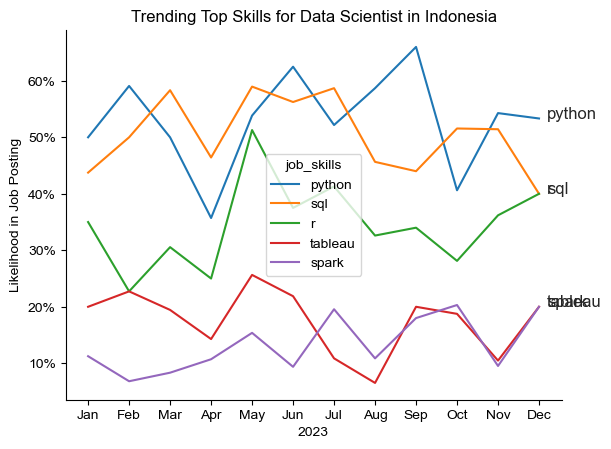 Trending Top Skills for Data Scientist in Indonesia
Likelihood in Job Posting
60%
50%
40%
30%
20%
10%
job_skills
python
sql
r
tableau
spark
python
sql
r
tableau
spark
Jan Feb Mar Apr May Jun Jul Aug Sep Oct Nov Dec
2023